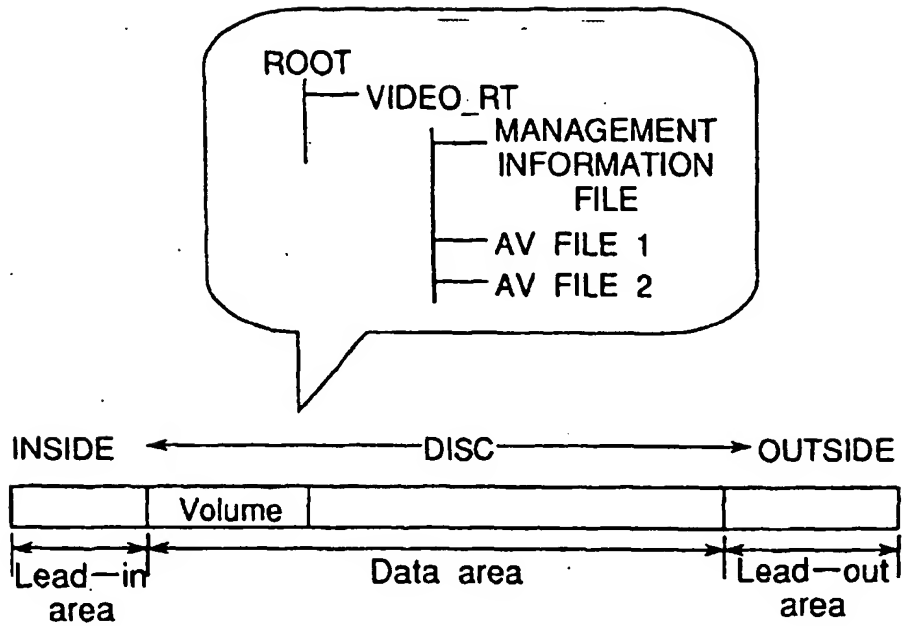 ROOT
VIDEO_RT
MANAGEMENT
INFORMATION
FILE
AV FILE 1
AV FILE 2
INSIDE DISC OUTSIDE
Volume
Lead-in
area
Data area
Lead-out
area